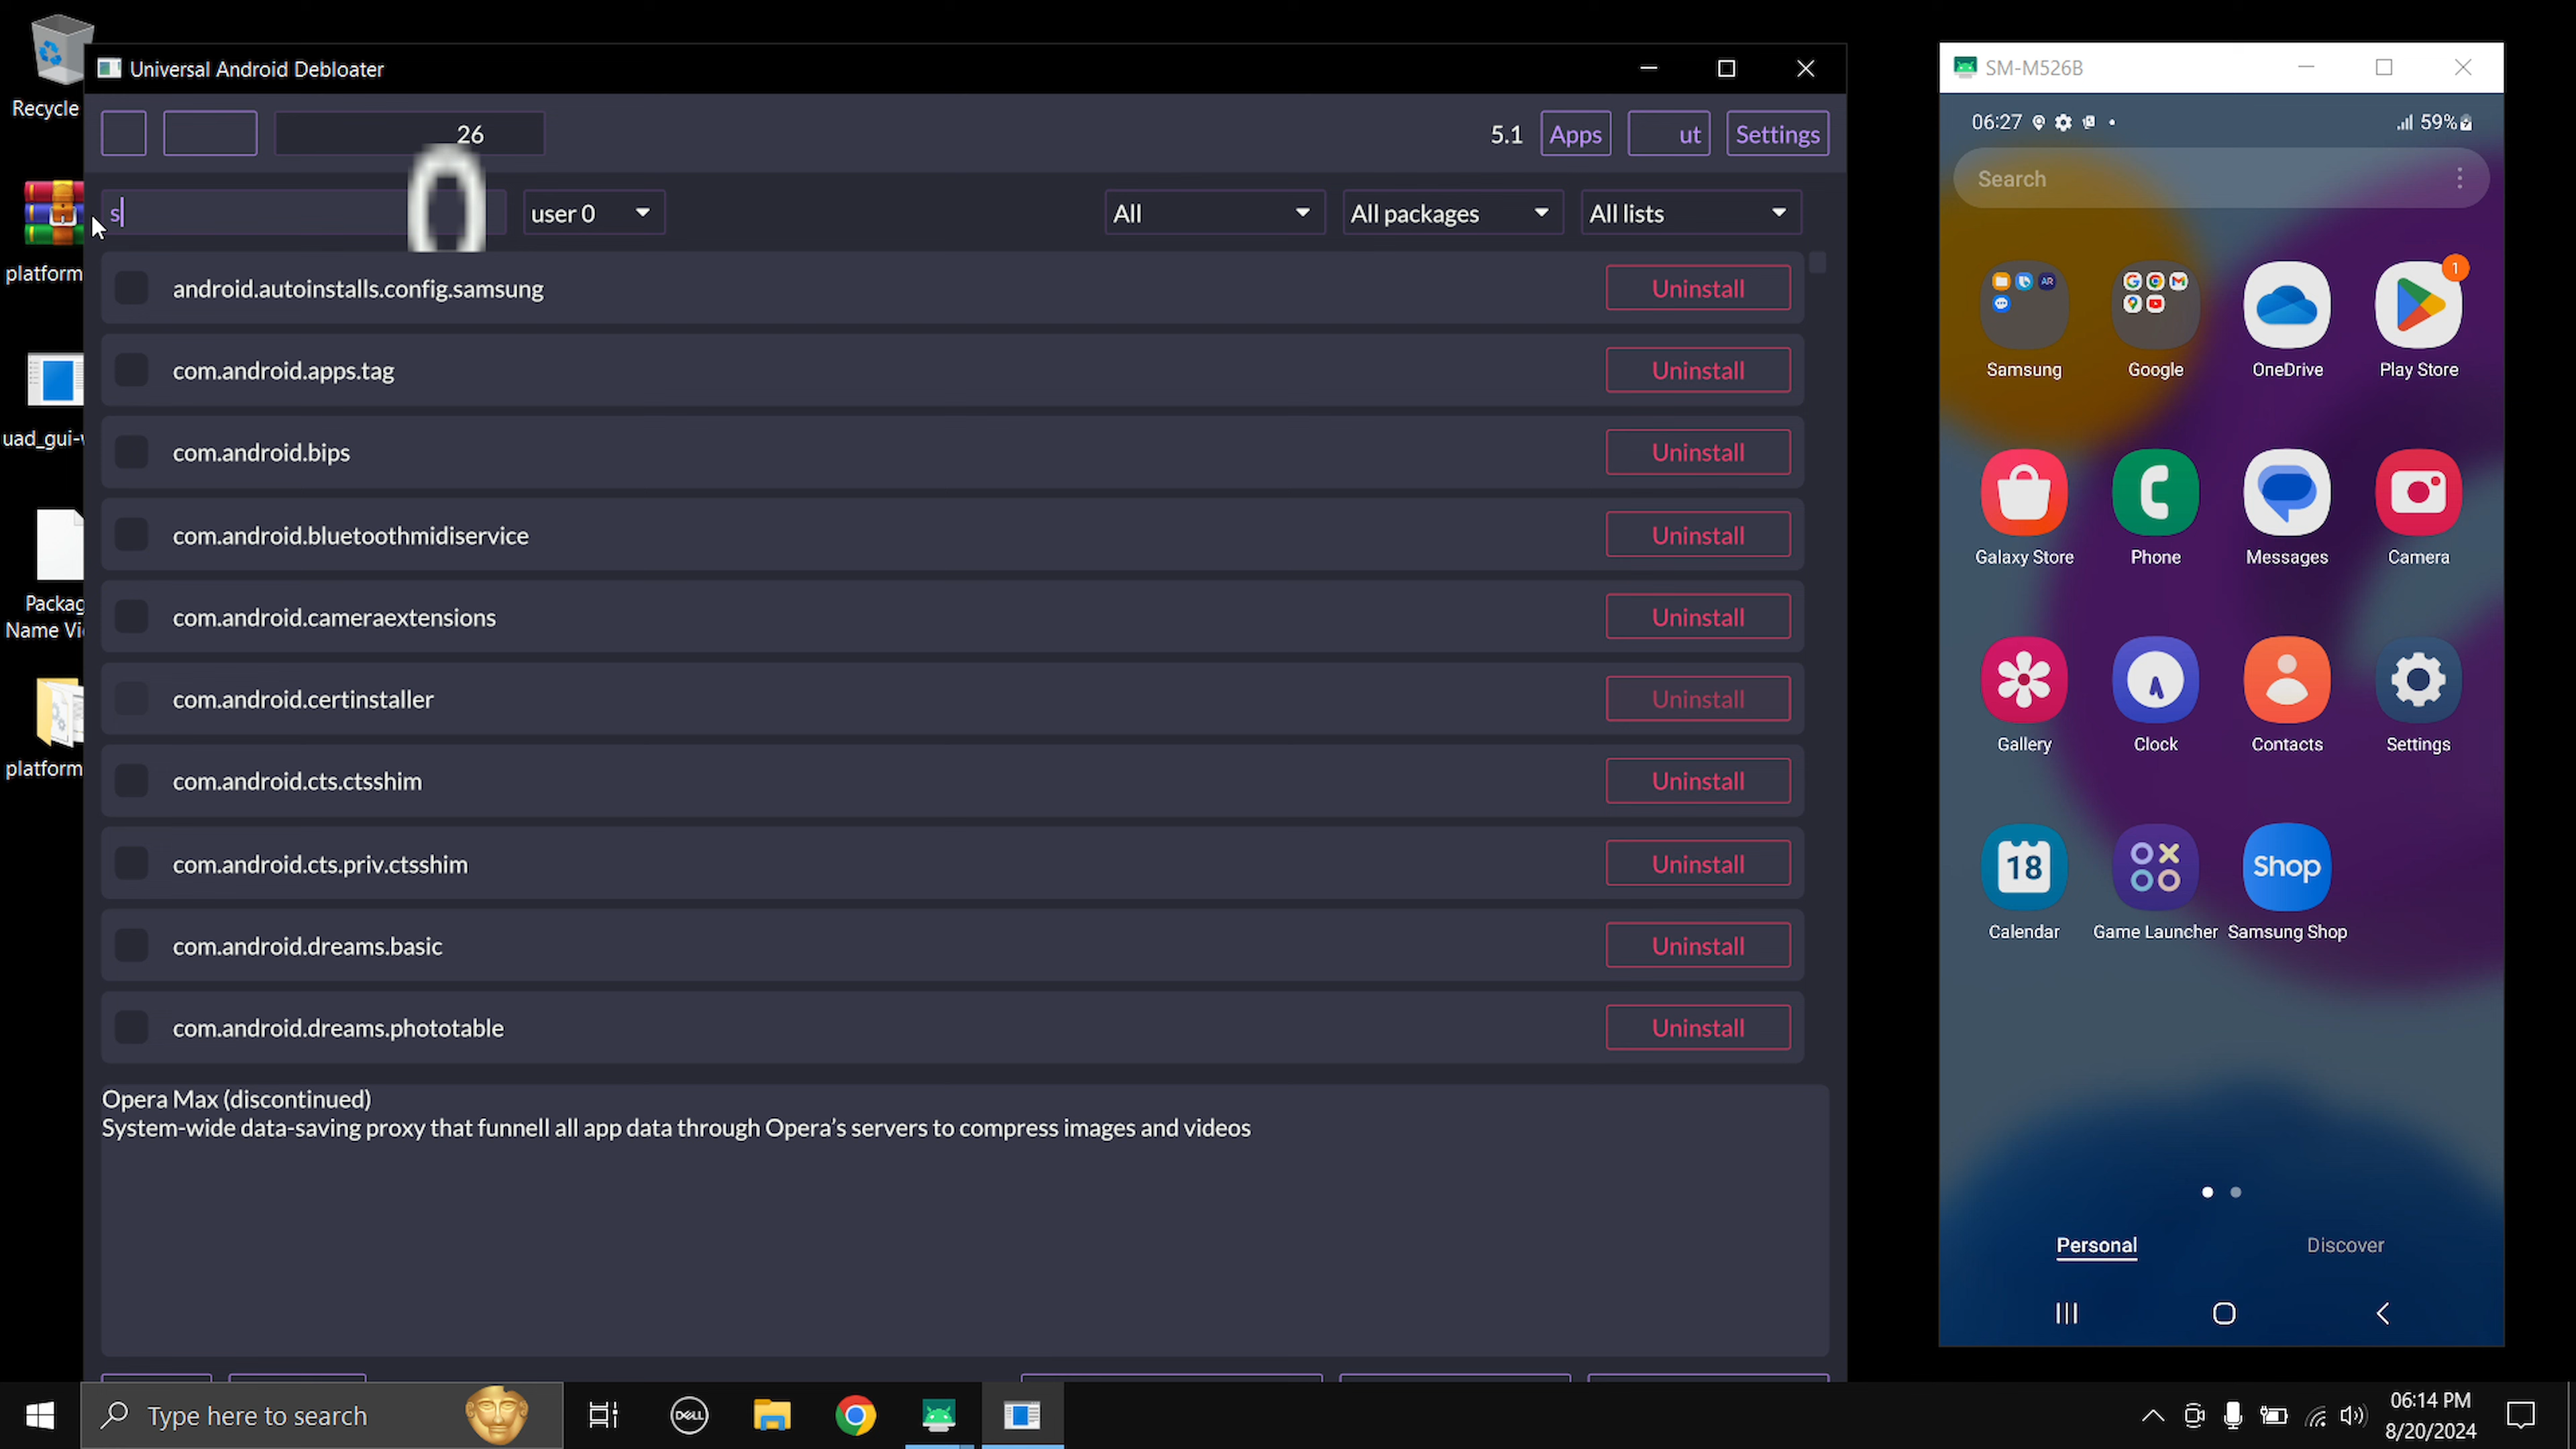 Recycle
platform
uad_gui-
Packag
Name Vi
platform
Universal Android Debloater
26
5.1
Apps
ut
Settings
s
user 0
All
All packages
All lists
android.autoinstalls.config.samsung
Uninstall
com.android.apps.tag
Uninstall
com.android.bips
Uninstall
com.android.bluetoothmidiservice
Uninstall
com.android.cameraextensions
Uninstall
com.android.certinstaller
Uninstall
com.android.cts.ctsshim
Uninstall
com.android.cts.priv.ctsshim
Uninstall
com.android.dreams.basic
Uninstall
com.android.dreams.phototable
Uninstall
Opera Max (discontinued)
System-wide data-saving proxy that funnell all app data through Opera's servers to compress images and videos
SM-M526B
06:27
59%
Search
AR
1
Samsung
Google
OneDrive
Play Store
Galaxy Store
Phone
Messages
Camera
Gallery
Clock
Contacts
Settings
18
Shop
Calendar
Game Launcher
Samsung Shop
Personal
Discover
Type here to search
DELL
06:14 PM
8/20/2024